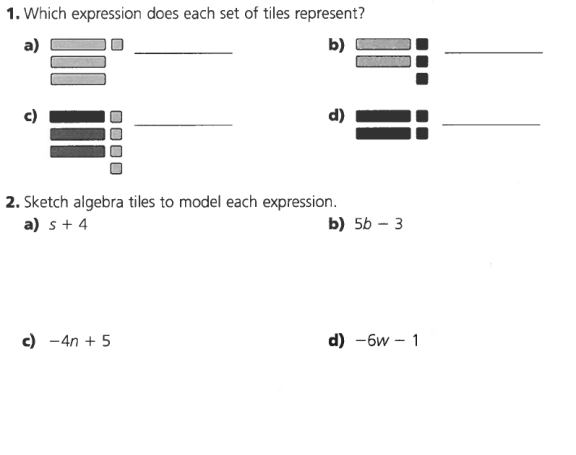 1. Which expression does each set of tiles represent?
a) b)
c) d)
2. Sketch algebra tiles to model each expression.
a) s + 4 b) 5b − 3
c) −4n + 5 d) −6w − 1